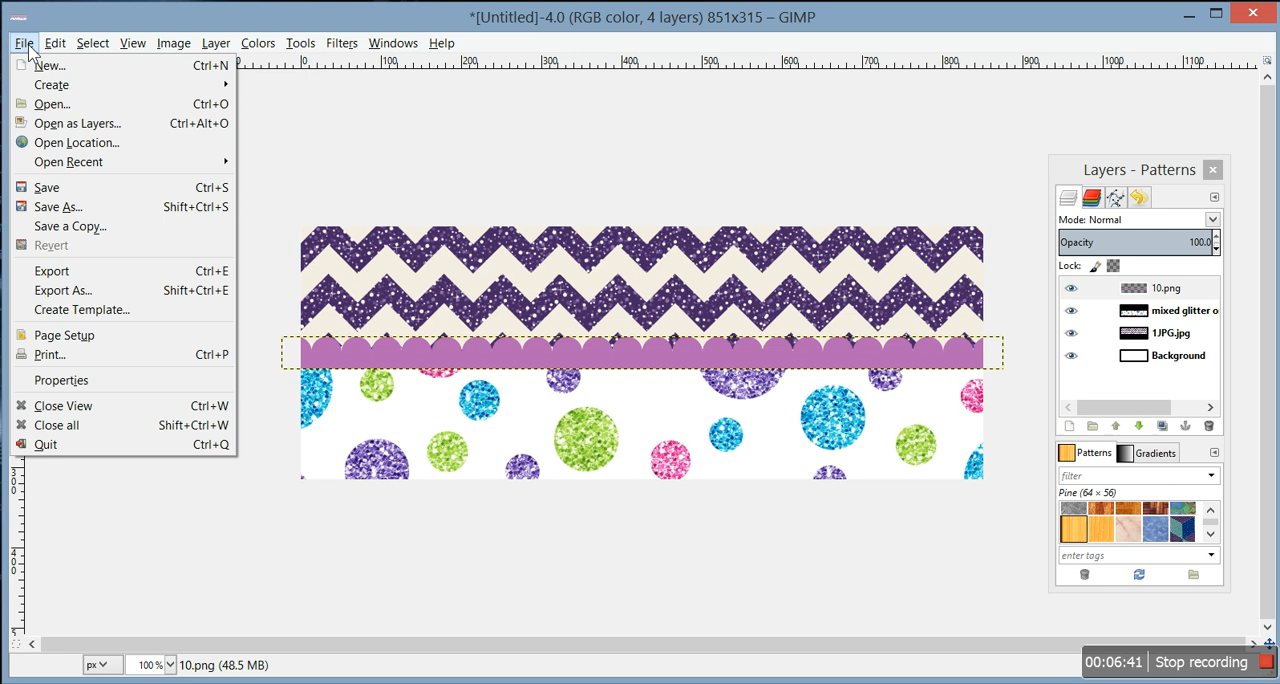 *[Untitled]-4.0 (RGB color, 4 layers) 851x315 – GIMP
File Edit Select View Image Layer Colors Tools Filters Windows Help
New... Ctrl+N
Create
Open... Ctrl+O
Open as Layers... Ctrl+Alt+O
Open Location...
Open Recent
Save Ctrl+S
Save As... Shift+Ctrl+S
Save a Copy...
Revert
Export Ctrl+E
Export As... Shift+Ctrl+E
Create Template...
Page Setup
Print... Ctrl+P
Properties
Close View Ctrl+W
Close all Shift+Ctrl+W
Quit Ctrl+Q
0 100 200 300 400 500 600 700 800 900 1000 1100
300
400
5
Layers - Patterns
Mode: Normal
Opacity 100.0
Lock:
10.png
mixed glitter o
1JPG.jpg
Background
Patterns Gradients
filter
Pine (64 × 56)
enter tags
px 100% 10.png (48.5 MB)
00:06:41 Stop recording